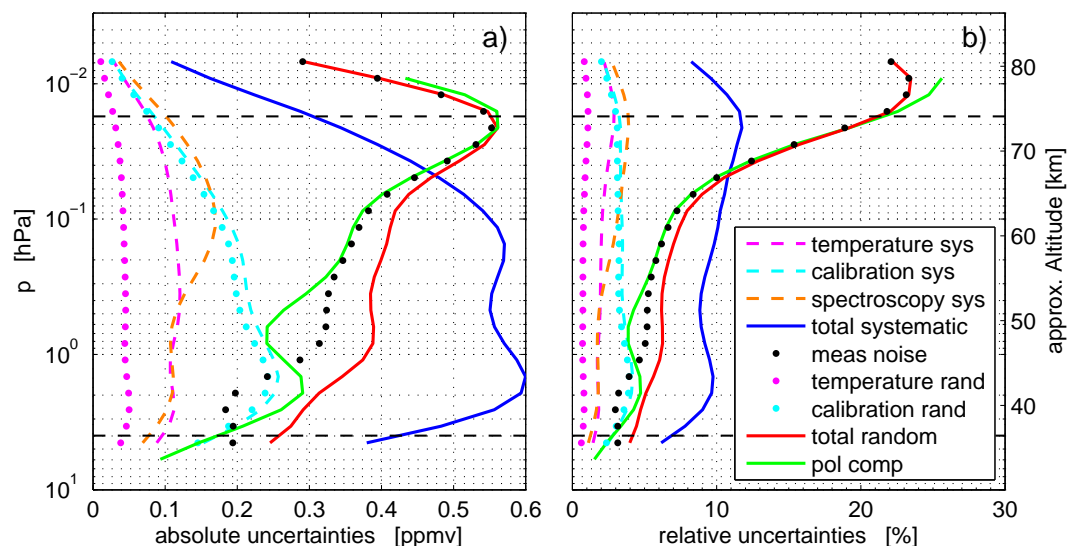 a)
b)
10⁻²
10⁻¹
10⁰
10¹
p [hPa]
0
0.1
0.2
0.3
0.4
0.5
0.6
absolute uncertainties [ppmv]
80
70
60
50
40
approx. Altitude [km]
temperature sys
calibration sys
spectroscopy sys
total systematic
meas noise
temperature rand
calibration rand
total random
pol comp
0
10
20
30
relative uncertainties [%]